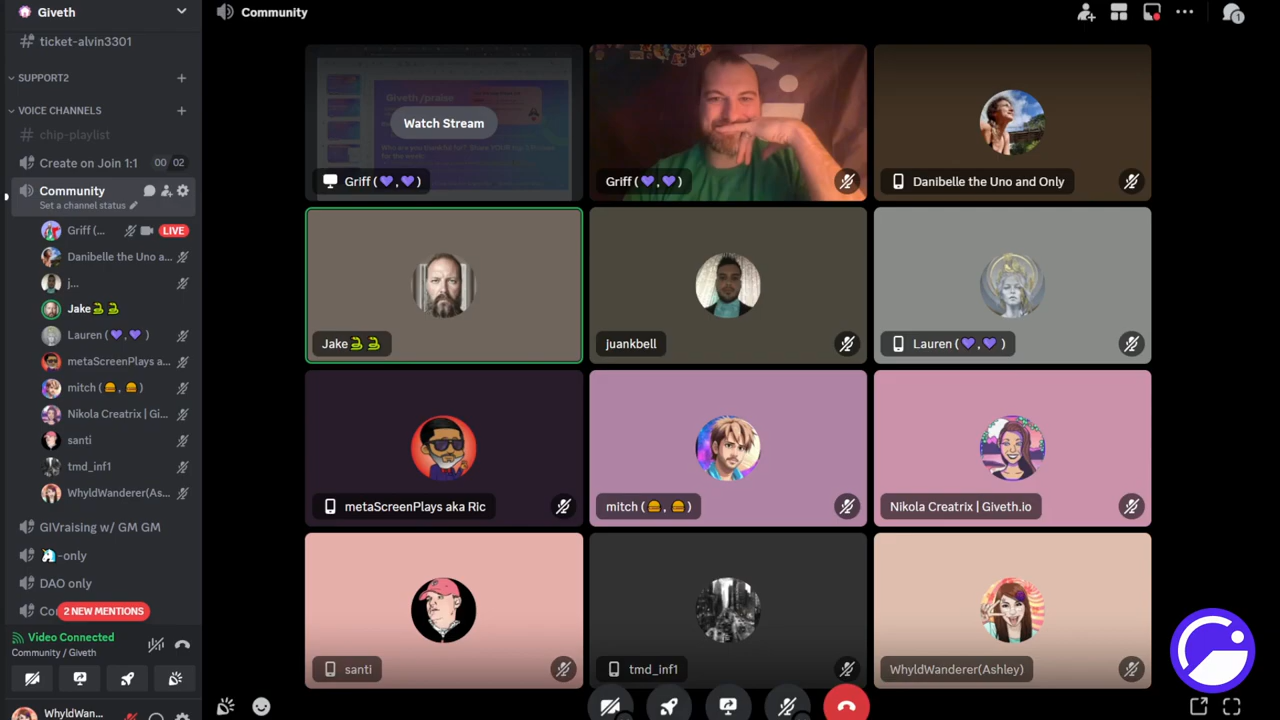 Giveth
ticket-alvin3301
SUPPORT2
VOICE CHANNELS
chip-playlist
Create on Join 1:1 00 02
Community
Set a channel status
Griff (... LIVE
Danibelle the Uno a...
j...
Jake
Lauren ( , )
metaScreenPlays a...
mitch ( , )
Nikola Creatrix | Gi...
santi
tmd_inf1
WhyldWanderer(As...
GIVraising w/ GM GM
-only
DAO only
2 NEW MENTIONS
Video Connected
Community / Giveth
WhyldWan...
Community
1
Giveth /praise
Watch Stream
Griff ( , )
Griff ( , )
Danibelle the Uno and Only
Jake
juankbell
Lauren ( , )
metaScreenPlays aka Ric
mitch ( , )
Nikola Creatrix | Giveth.io
santi
tmd_inf1
WhyldWanderer(Ashley)